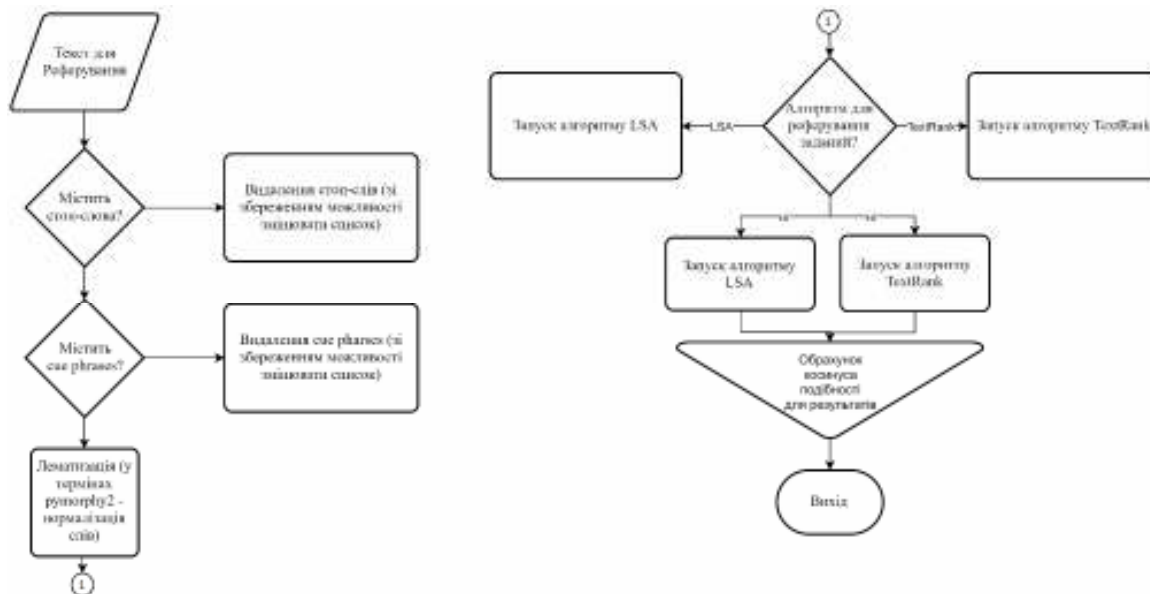 Текст для
Реферування
Містить
стоп-слова?
Видалення стоп-слів (зі
збереженням можливості
змінювати список)
Містить
cue phrases?
Видалення cue phares (зі
збереженням можливості
змінювати список)
Лематизація (у
термінах
pymorphy2 -
нормалізація
слів)
1
1
Алгоритм для
реферування
заданий?
LSA
TextRank
Запуск алгоритму LSA
Запуск алгоритму TextRank
Запуск алгоритму
LSA
Запуск алгоритму
TextRank
Обрахунок
косинуса
подібності
для результатів
Вихід